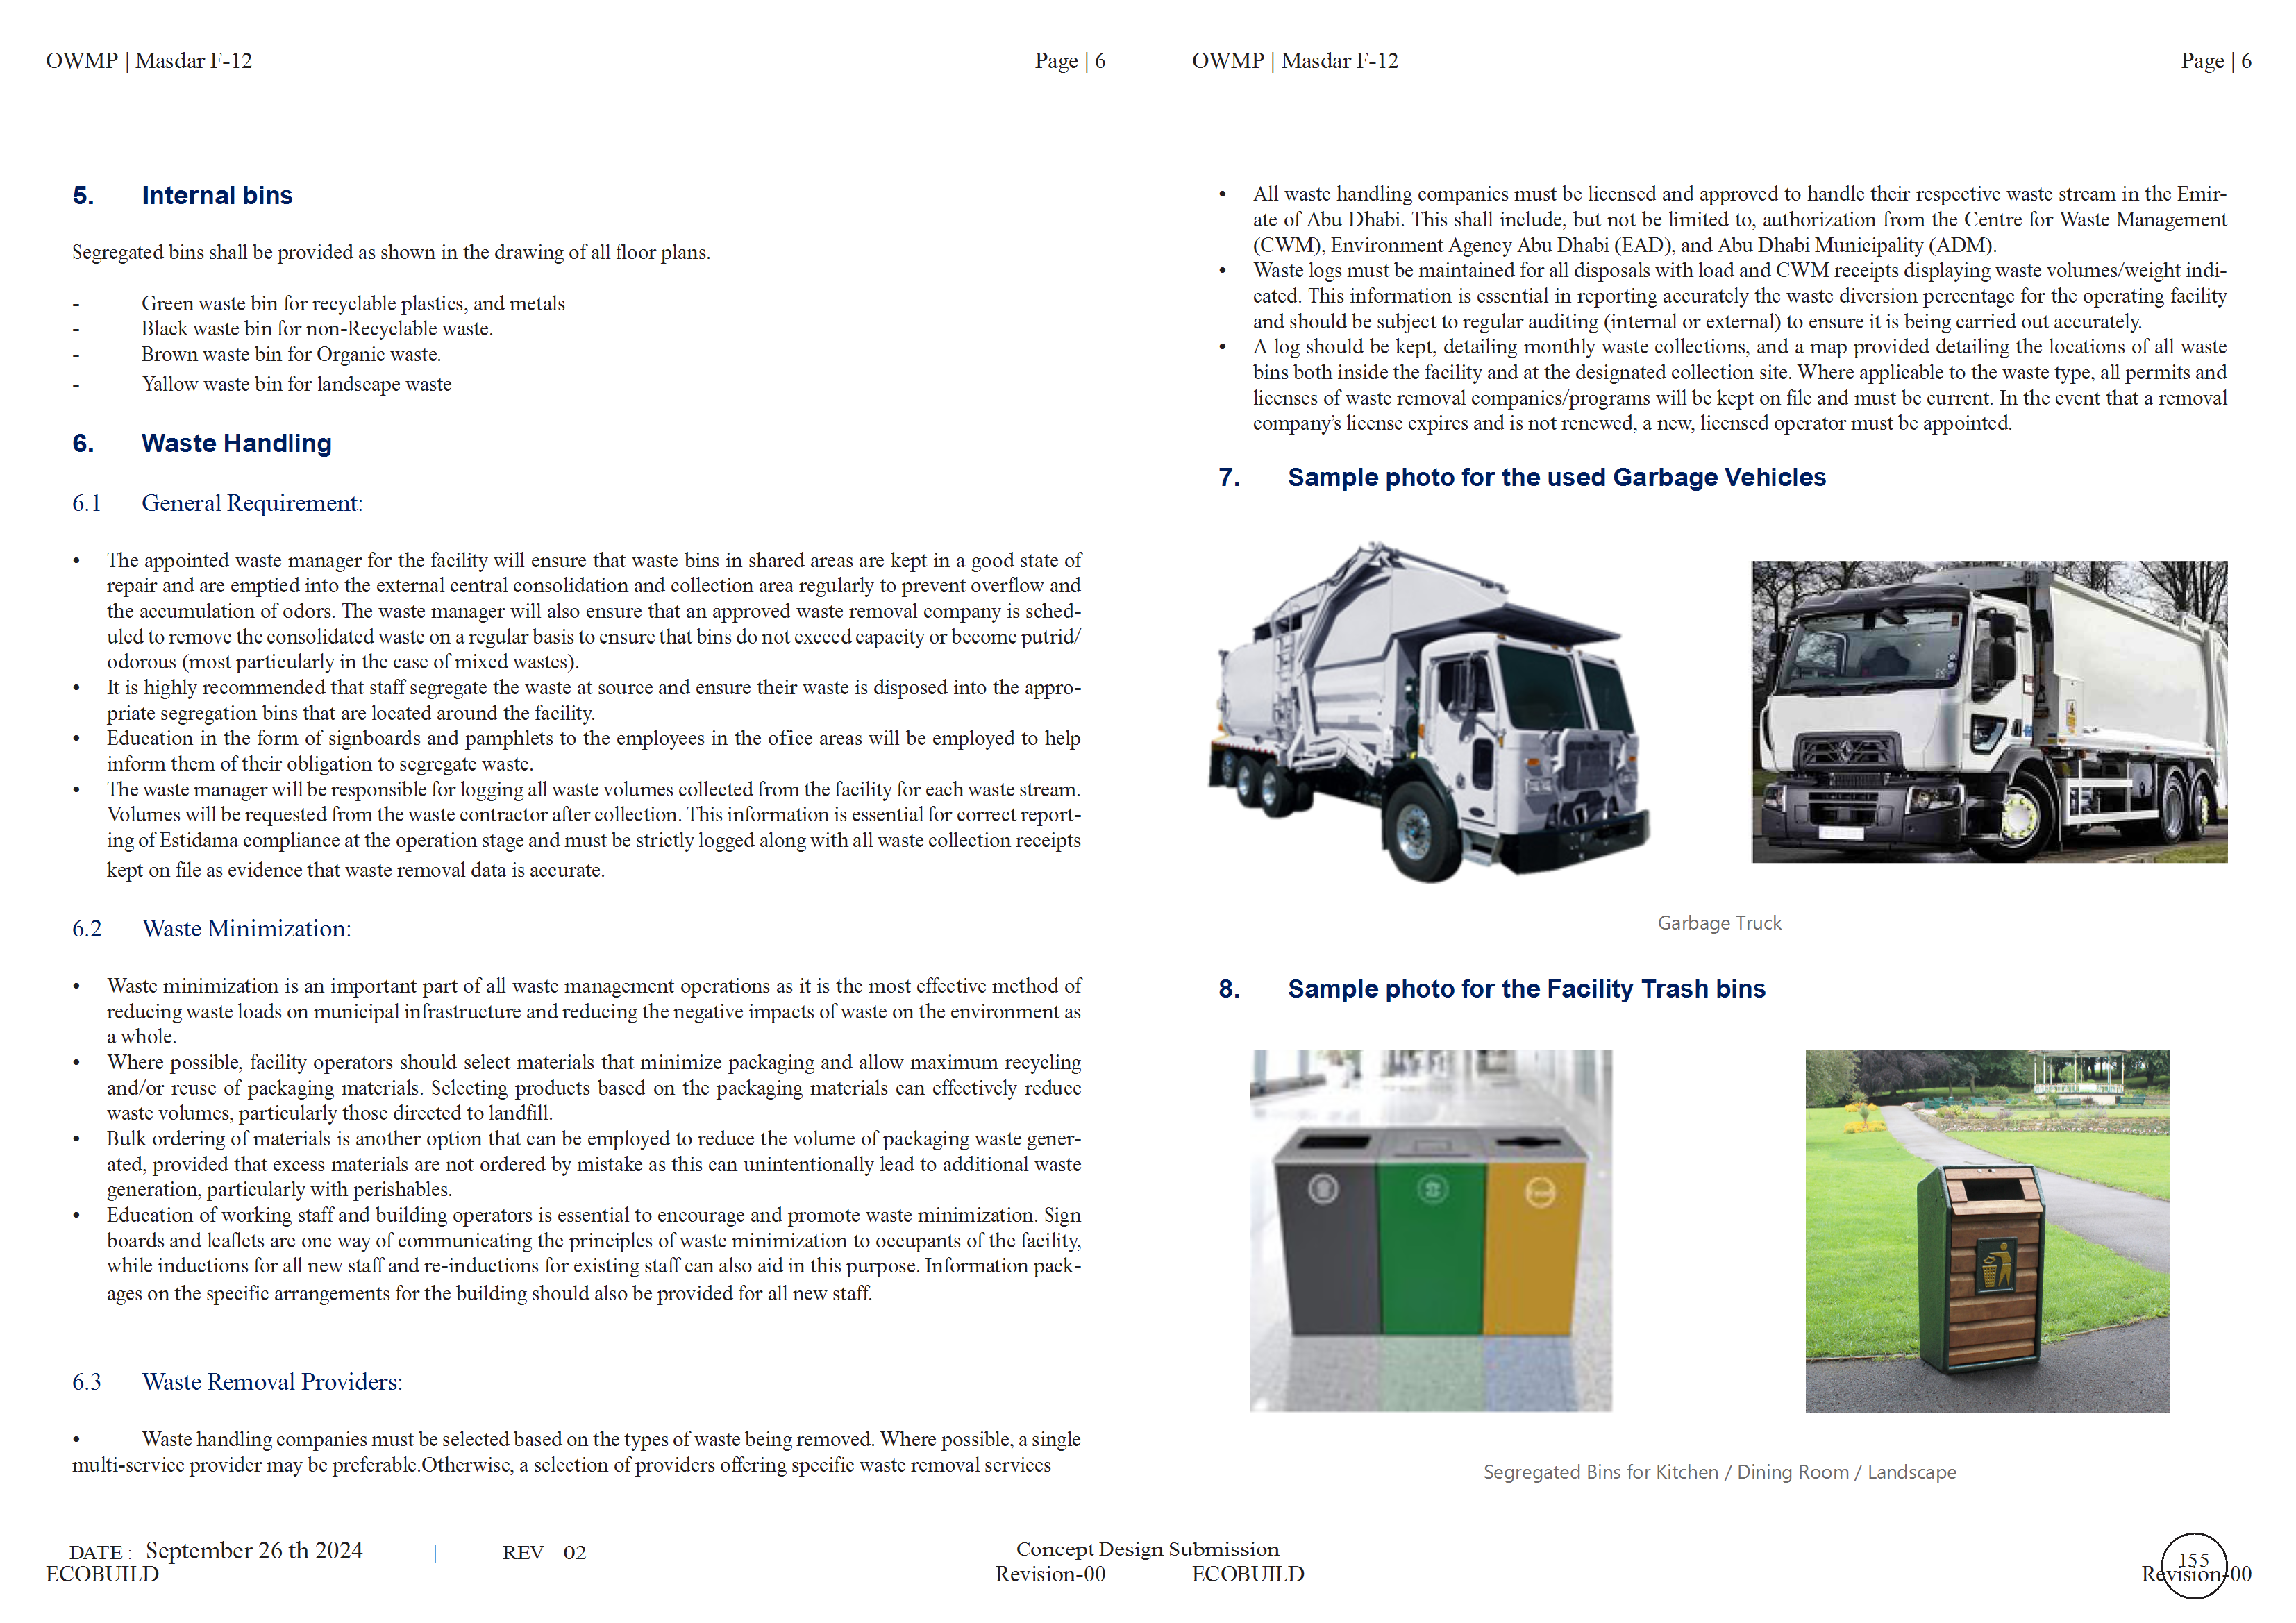 OWMP | Masdar F-12
Page | 6
5. Internal bins
Segregated bins shall be provided as shown in the drawing of all floor plans.
- Green waste bin for recyclable plastics, and metals
- Black waste bin for non-Recyclable waste.
- Brown waste bin for Organic waste.
- Yallow waste bin for landscape waste
6. Waste Handling
6.1 General Requirement:
• The appointed waste manager for the facility will ensure that waste bins in shared areas are kept in a good state of
repair and are emptied into the external central consolidation and collection area regularly to prevent overflow and
the accumulation of odors. The waste manager will also ensure that an approved waste removal company is sched-
uled to remove the consolidated waste on a regular basis to ensure that bins do not exceed capacity or become putrid/
odorous (most particularly in the case of mixed wastes).
• It is highly recommended that staff segregate the waste at source and ensure their waste is disposed into the appro-
priate segregation bins that are located around the facility.
• Education in the form of signboards and pamphlets to the employees in the ofice areas will be employed to help
inform them of their obligation to segregate waste.
• The waste manager will be responsible for logging all waste volumes collected from the facility for each waste stream.
Volumes will be requested from the waste contractor after collection. This information is essential for correct report-
ing of Estidama compliance at the operation stage and must be strictly logged along with all waste collection receipts
kept on file as evidence that waste removal data is accurate.
6.2 Waste Minimization:
• Waste minimization is an important part of all waste management operations as it is the most effective method of
reducing waste loads on municipal infrastructure and reducing the negative impacts of waste on the environment as
a whole.
• Where possible, facility operators should select materials that minimize packaging and allow maximum recycling
and/or reuse of packaging materials. Selecting products based on the packaging materials can effectively reduce
waste volumes, particularly those directed to landfill.
• Bulk ordering of materials is another option that can be employed to reduce the volume of packaging waste gener-
ated, provided that excess materials are not ordered by mistake as this can unintentionally lead to additional waste
generation, particularly with perishables.
• Education of working staff and building operators is essential to encourage and promote waste minimization. Sign
boards and leaflets are one way of communicating the principles of waste minimization to occupants of the facility,
while inductions for all new staff and re-inductions for existing staff can also aid in this purpose. Information pack-
ages on the specific arrangements for the building should also be provided for all new staff.
6.3 Waste Removal Providers:
• Waste handling companies must be selected based on the types of waste being removed. Where possible, a single
multi-service provider may be preferable.Otherwise, a selection of providers offering specific waste removal services
OWMP | Masdar F-12
Page | 6
• All waste handling companies must be licensed and approved to handle their respective waste stream in the Emir-
ate of Abu Dhabi. This shall include, but not be limited to, authorization from the Centre for Waste Management
(CWM), Environment Agency Abu Dhabi (EAD), and Abu Dhabi Municipality (ADM).
• Waste logs must be maintained for all disposals with load and CWM receipts displaying waste volumes/weight indi-
cated. This information is essential in reporting accurately the waste diversion percentage for the operating facility
and should be subject to regular auditing (internal or external) to ensure it is being carried out accurately.
• A log should be kept, detailing monthly waste collections, and a map provided detailing the locations of all waste
bins both inside the facility and at the designated collection site. Where applicable to the waste type, all permits and
licenses of waste removal companies/programs will be kept on file and must be current. In the event that a removal
company's license expires and is not renewed, a new, licensed operator must be appointed.
7. Sample photo for the used Garbage Vehicles
Garbage Truck
8. Sample photo for the Facility Trash bins
Segregated Bins for Kitchen / Dining Room / Landscape
DATE : September 26 th 2024 | REV 02
ECOBUILD
Concept Design Submission
Revision-00
ECOBUILD
155
Revision-00